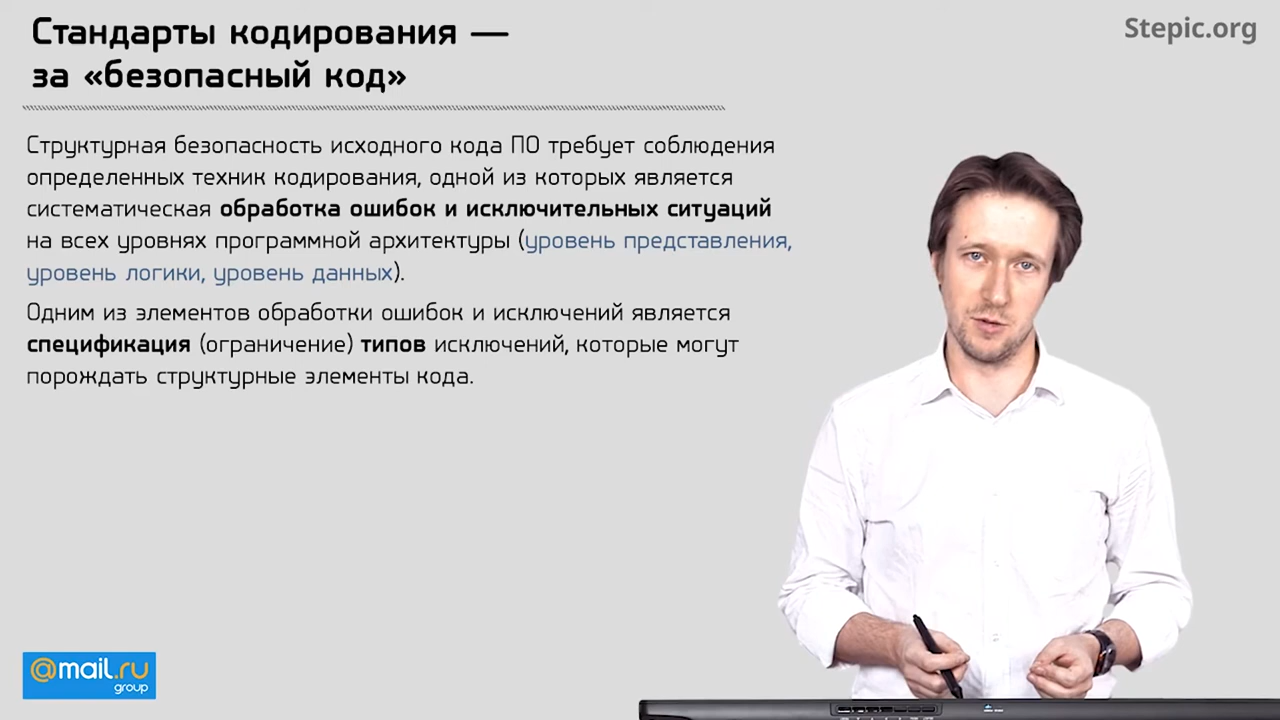 Стандарты кодирования —
за «безопасный код»
Stepic.org
Структурная безопасность исходного кода ПО требует соблюдения
определенных техник кодирования, одной из которых является
систематическая обработка ошибок и исключительных ситуаций
на всех уровнях программной архитектуры (уровень представления,
уровень логики, уровень данных).
Одним из элементов обработки ошибок и исключений является
спецификация (ограничение) типов исключений, которые могут
порождать структурные элементы кода.
@mail.ru
group